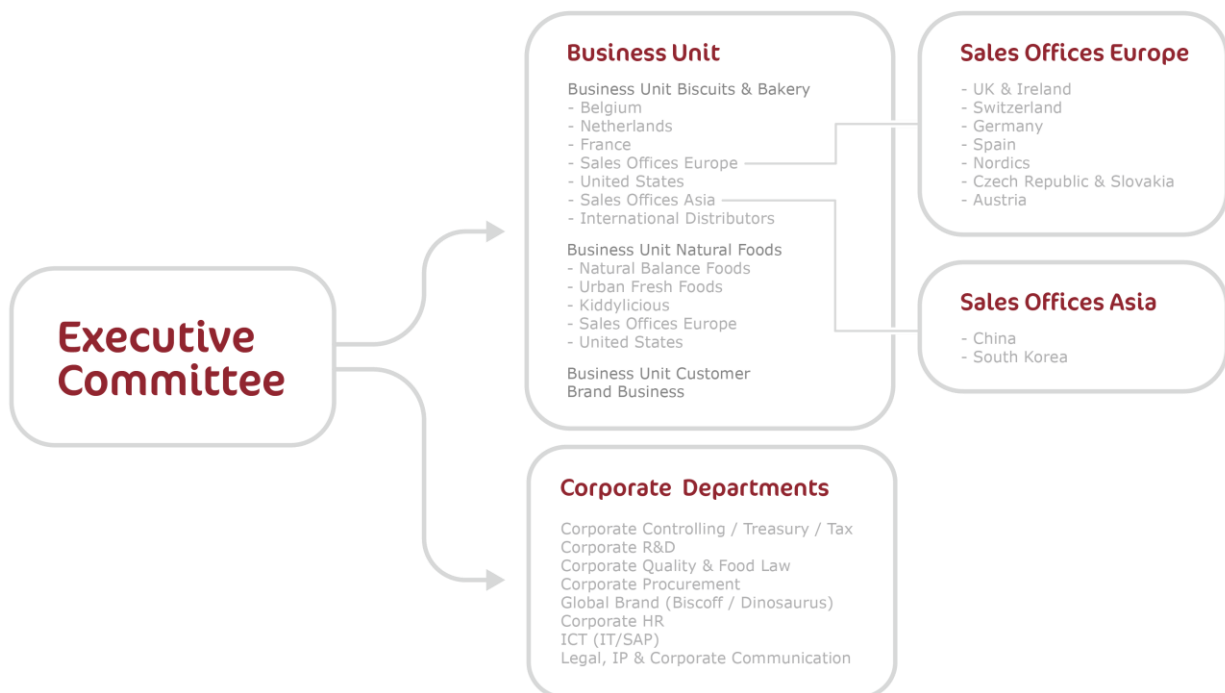 Executive
Committee
Business Unit
Business Unit Biscuits & Bakery
- Belgium
- Netherlands
- France
- Sales Offices Europe
- United States
- Sales Offices Asia
- International Distributors
Business Unit Natural Foods
- Natural Balance Foods
- Urban Fresh Foods
- Kiddylicious
- Sales Offices Europe
- United States
Business Unit Customer
Brand Business
Sales Offices Europe
- UK & Ireland
- Switzerland
- Germany
- Spain
- Nordics
- Czech Republic & Slovakia
- Austria
Sales Offices Asia
- China
- South Korea
Corporate Departments
Corporate Controlling / Treasury / Tax
Corporate R&D
Corporate Quality & Food Law
Corporate Procurement
Global Brand (Biscoff / Dinosaurus)
Corporate HR
ICT (IT/SAP)
Legal, IP & Corporate Communication